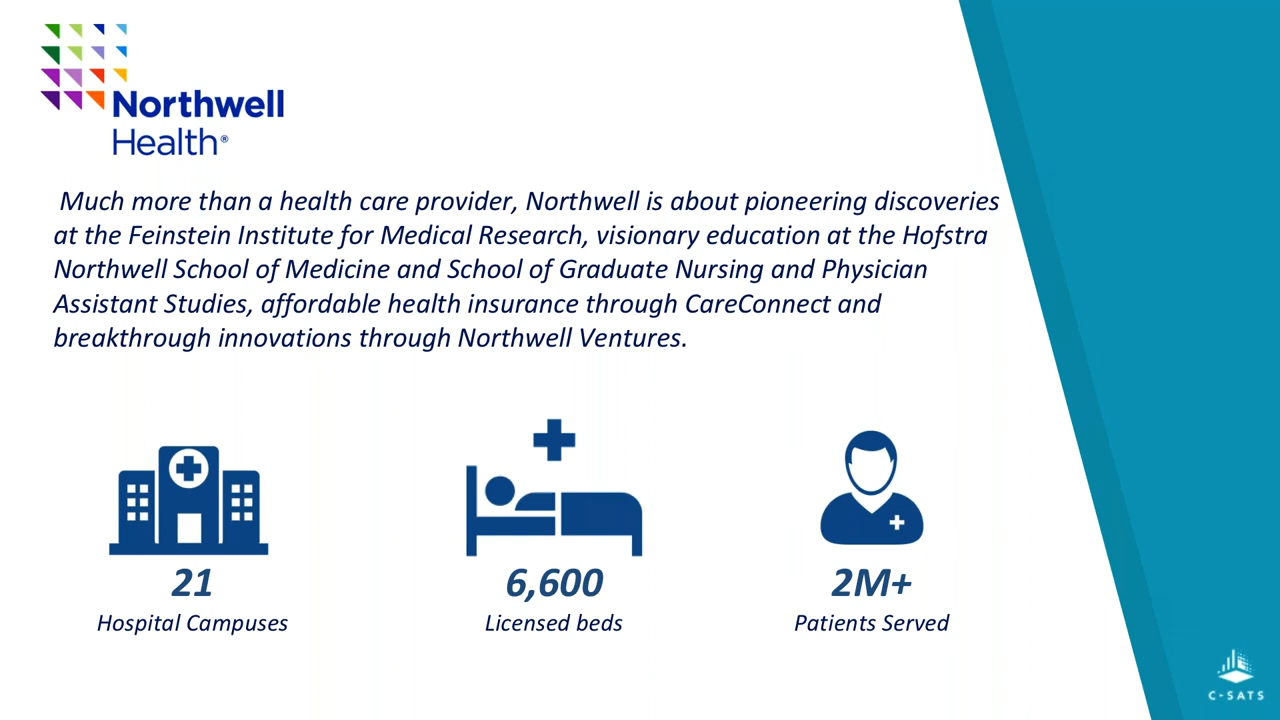 Northwell
Health®
Much more than a health care provider, Northwell is about pioneering discoveries
at the Feinstein Institute for Medical Research, visionary education at the Hofstra
Northwell School of Medicine and School of Graduate Nursing and Physician
Assistant Studies, affordable health insurance through CareConnect and
breakthrough innovations through Northwell Ventures.
21
Hospital Campuses
6,600
Licensed beds
2M+
Patients Served
C-SATS